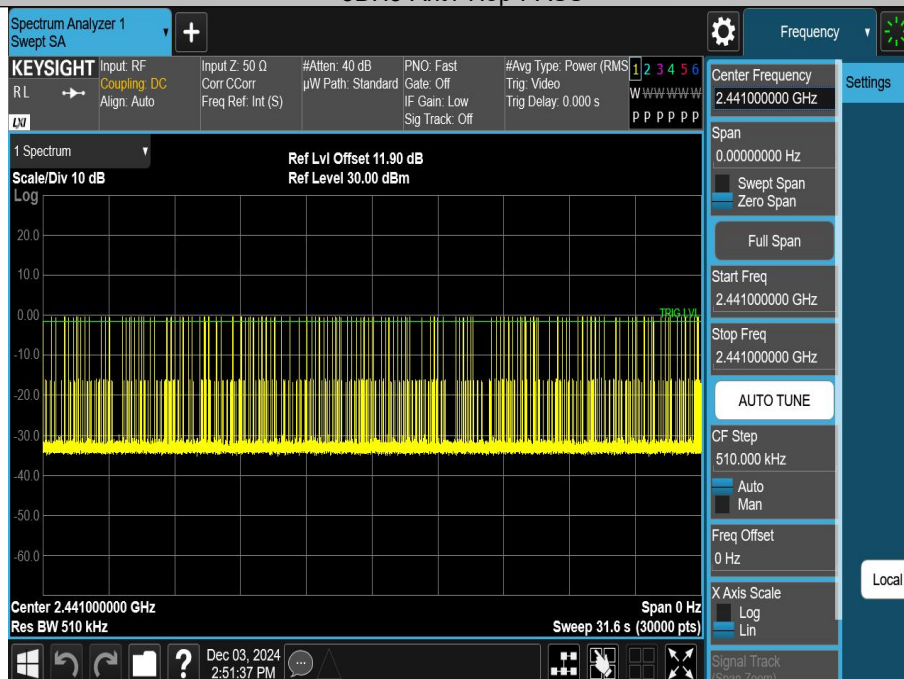 Spectrum Analyzer 1
Swept SA
Frequency
KEYSIGHT
R L
LXI
Input: RF
Coupling: DC
Align: Auto
Input Z: 50 Ω
Corr CCorr
Freq Ref: Int (S)
#Atten: 40 dB
µW Path: Standard
PNO: Fast
Gate: Off
IF Gain: Low
Sig Track: Off
#Avg Type: Power (RMS
Trig: Video
Trig Delay: 0.000 s
1 2 3 4 5 6
W W W W W W
P P P P P P
1 Spectrum
Scale/Div 10 dB
Log
Ref Lvl Offset 11.90 dB
Ref Level 30.00 dBm
20.0
10.0
0.00
TRIG LVL
-10.0
-20.0
-30.0
-40.0
-50.0
-60.0
Center 2.441000000 GHz
Res BW 510 kHz
Span 0 Hz
Sweep 31.6 s (30000 pts)
Center Frequency
2.441000000 GHz
Settings
Span
0.00000000 Hz
Swept Span
Zero Span
Full Span
Start Freq
2.441000000 GHz
Stop Freq
2.441000000 GHz
AUTO TUNE
CF Step
510.000 kHz
Auto
Man
Freq Offset
0 Hz
Local
X Axis Scale
Log
Lin
Signal Track
(Span Zoom)
?
Dec 03, 2024
2:51:37 PM